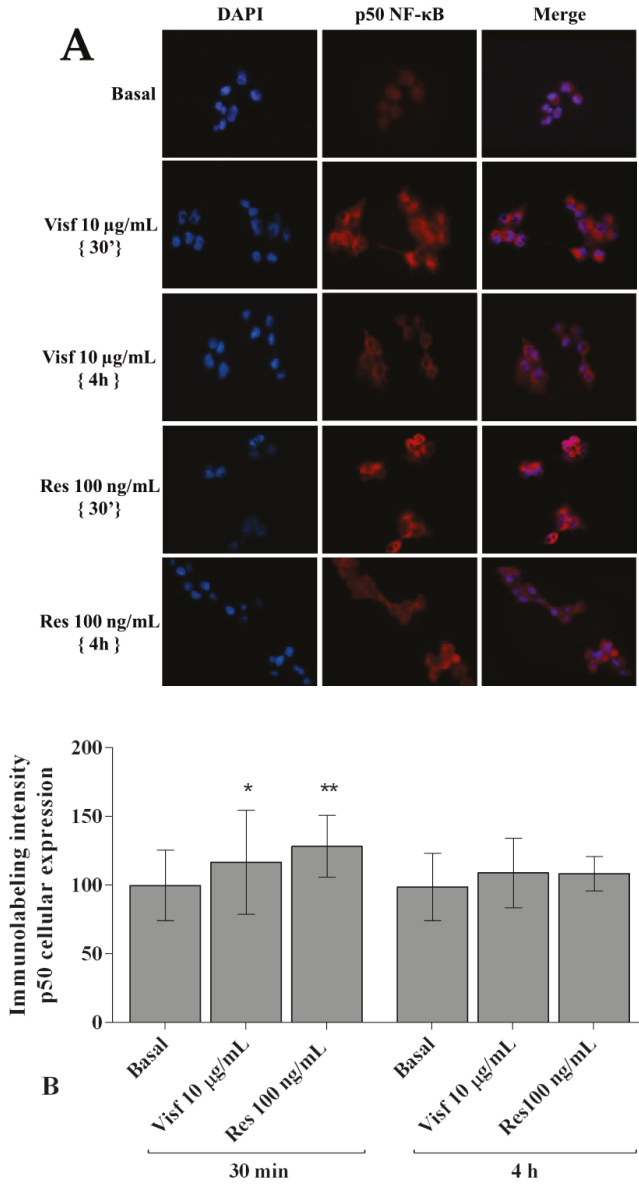 A
DAPI p50 NF-κB Merge
Basal
Visf 10 μg/mL
{ 30'}
Visf 10 μg/mL
{ 4h }
Res 100 ng/mL
{ 30'}
Res 100 ng/mL
{ 4h }
Immunolabeling intensity
p50 cellular expression
200
150
100
50
0
* **
Basal
Visf 10 μg/mL
Res 100 ng/mL
Basal
Visf 10 μg/mL
Res100 ng/mL
B
30 min 4 h